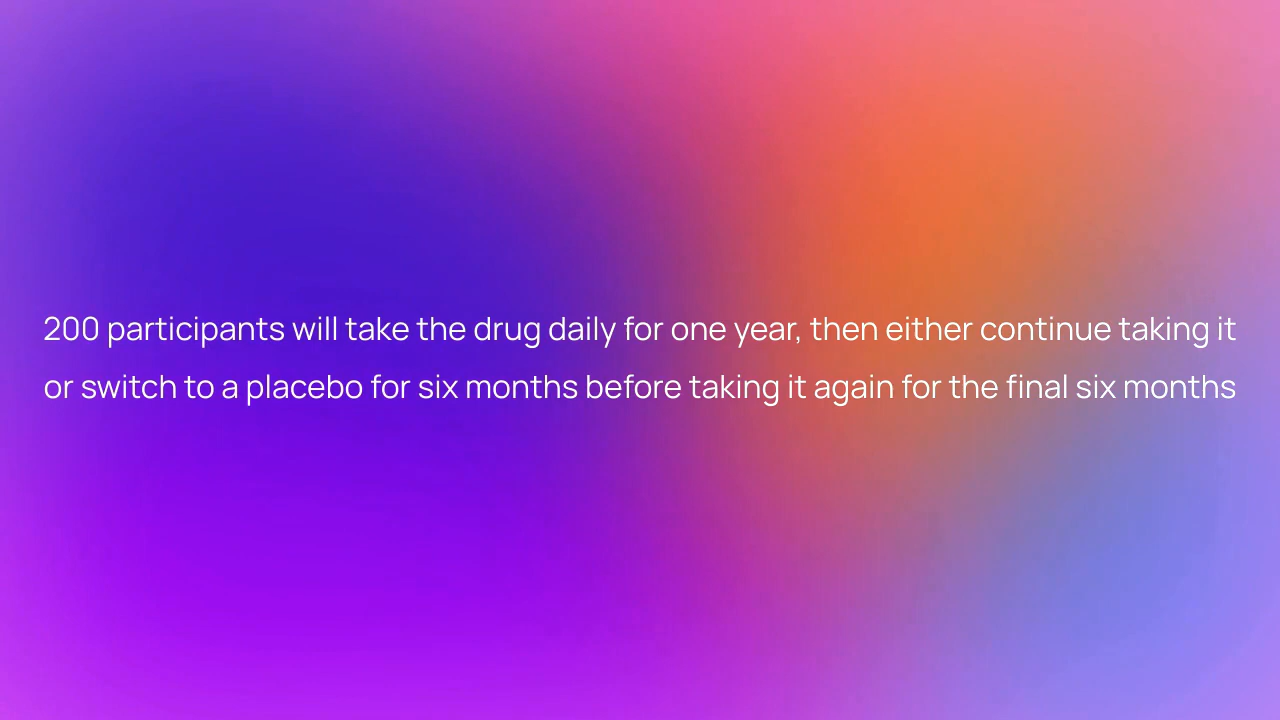 200 participants will take the drug daily for one year, then either continue taking it
or switch to a placebo for six months before taking it again for the final six months